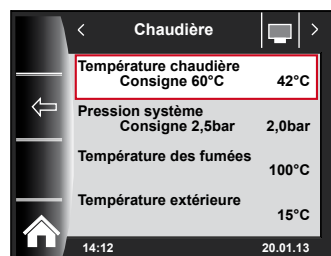 Chaudière
Température chaudière
Consigne 60°C 42°C
Pression système
Consigne 2,5bar 2,0bar
Température des fumées
100°C
Température extérieure
15°C
14:12 20.01.13